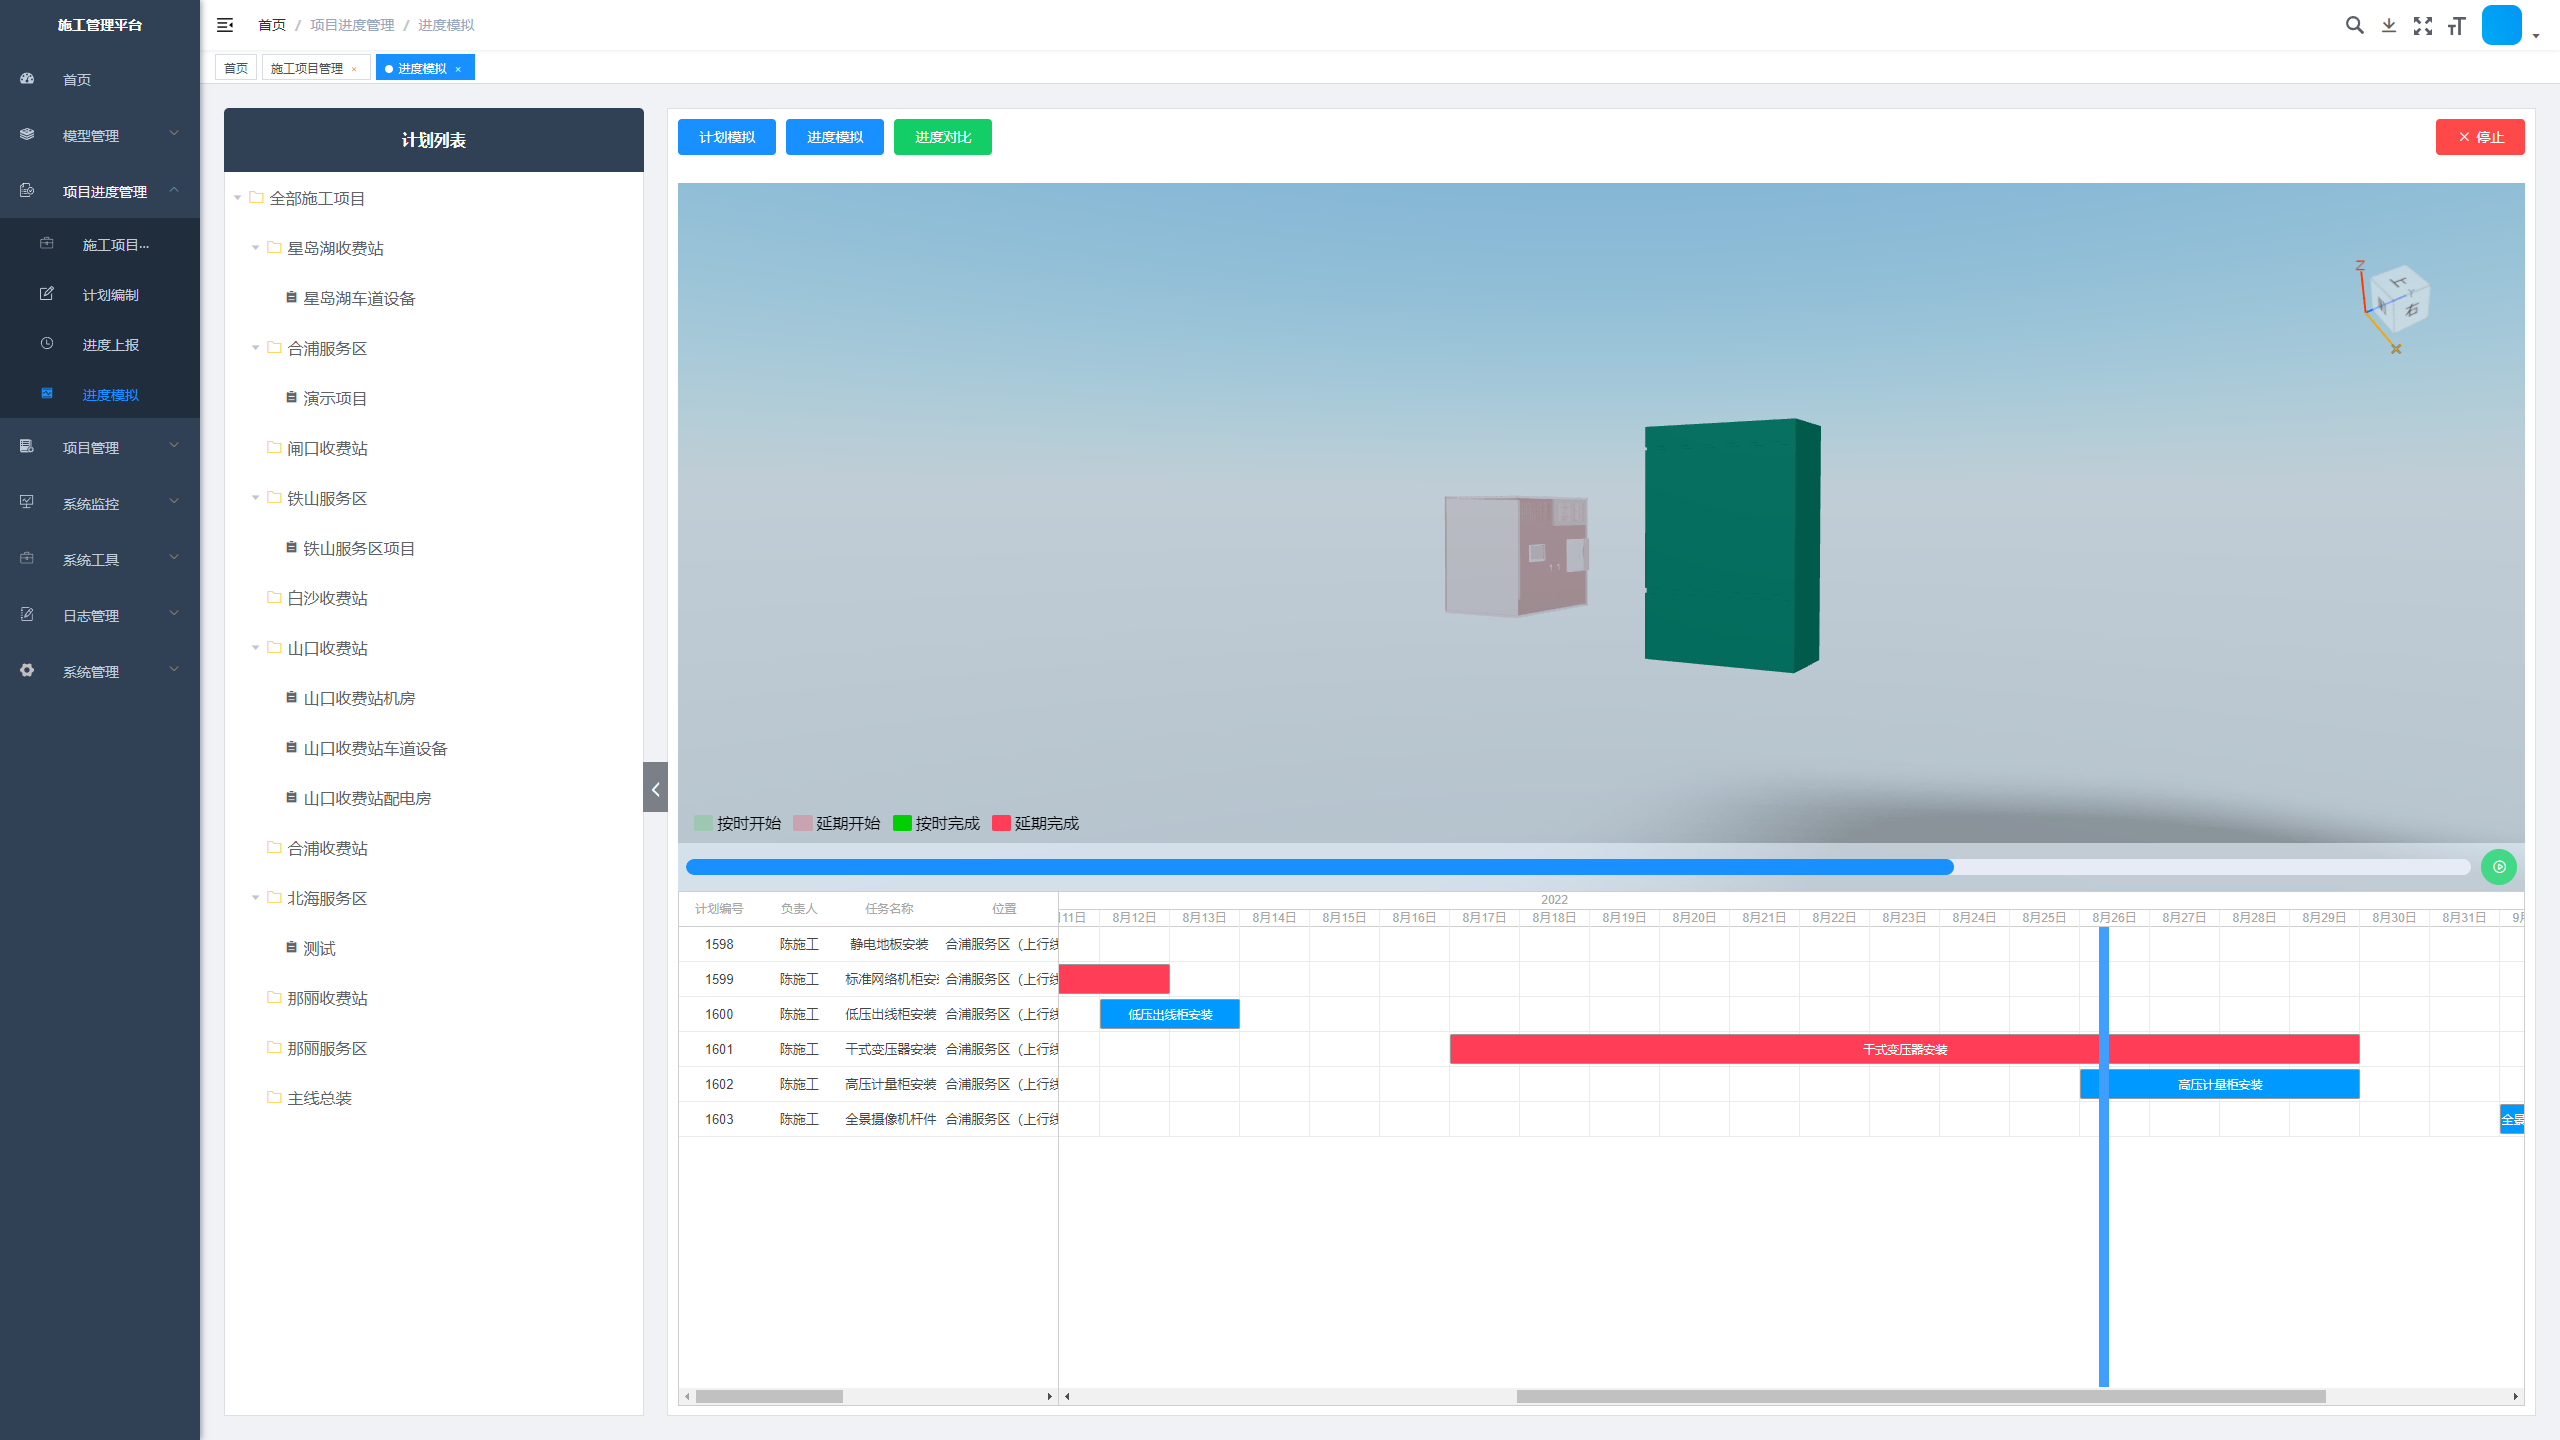 施工管理平台
首页
模型管理
项目进度管理
施工项目...
计划编制
进度上报
进度模拟
项目管理
系统监控
系统工具
日志管理
系统管理
首页 / 项目进度管理 / 进度模拟
首页 施工项目管理 × 进度模拟 ×
计划列表
全部施工项目
星岛湖收费站
星岛湖车道设备
合浦服务区
演示项目
闸口收费站
铁山服务区
铁山服务区项目
白沙收费站
山口收费站
山口收费站机房
山口收费站车道设备
山口收费站配电房
合浦收费站
北海服务区
测试
那丽收费站
那丽服务区
主线总装
计划模拟 进度模拟 进度对比 × 停止
Z
上
Y
右
X
按时开始 延期开始 按时完成 延期完成
计划编号 负责人 任务名称 位置
2022
11日 8月12日 8月13日 8月14日 8月15日 8月16日 8月17日 8月18日 8月19日 8月20日 8月21日 8月22日 8月23日 8月24日 8月25日 8月26日 8月27日 8月28日 8月29日 8月30日 8月31日 9月
1598 陈施工 静电地板安装 合浦服务区（上行线
1599 陈施工 标准网络机柜安 合浦服务区（上行线
1600 陈施工 低压出线柜安装 合浦服务区（上行线 低压出线柜安装
1601 陈施工 干式变压器安装 合浦服务区（上行线 干式变压器安装
1602 陈施工 高压计量柜安装 合浦服务区（上行线 高压计量柜安装
1603 陈施工 全景摄像机杆件 合浦服务区（上行线 全景